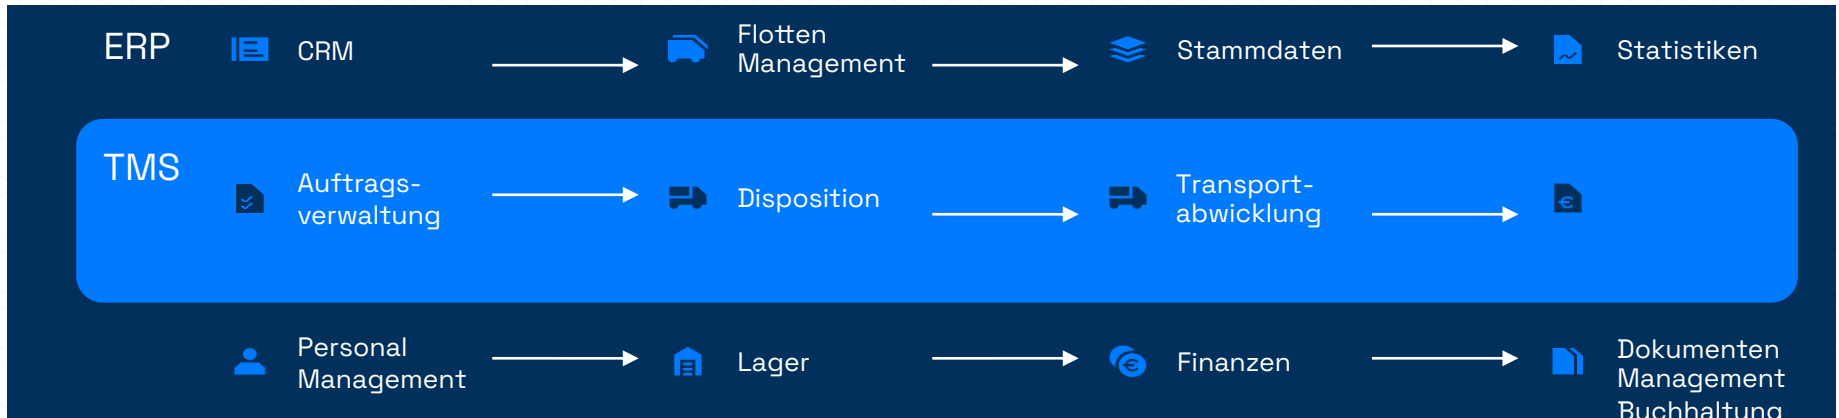 ERP
CRM
Flotten
Management
Stammdaten
Statistiken
TMS
Auftrags-
verwaltung
Disposition
Transport-
abwicklung
€
Personal
Management
Lager
€
Finanzen
Dokumenten
Management
Buchhaltung